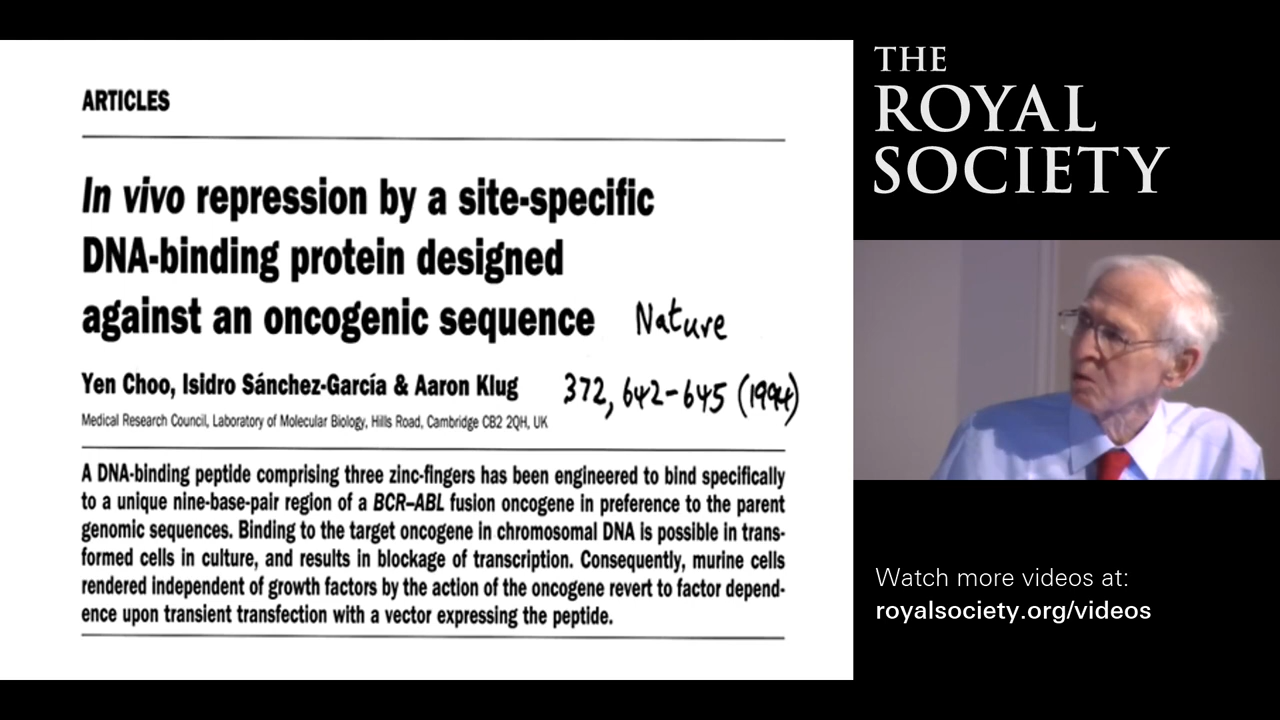 ARTICLES
In vivo repression by a site-specific
DNA-binding protein designed
against an oncogenic sequence Nature
Yen Choo, Isidro Sánchez-García & Aaron Klug 372, 642-645 (1994)
Medical Research Council, Laboratory of Molecular Biology, Hills Road, Cambridge CB2 2QH, UK
A DNA-binding peptide comprising three zinc-fingers has been engineered to bind specifically
to a unique nine-base-pair region of a BCR–ABL fusion oncogene in preference to the parent
genomic sequences. Binding to the target oncogene in chromosomal DNA is possible in trans-
formed cells in culture, and results in blockage of transcription. Consequently, murine cells
rendered independent of growth factors by the action of the oncogene revert to factor depend-
ence upon transient transfection with a vector expressing the peptide.
THE
ROYAL
SOCIETY
Watch more videos at:
royalsociety.org/videos